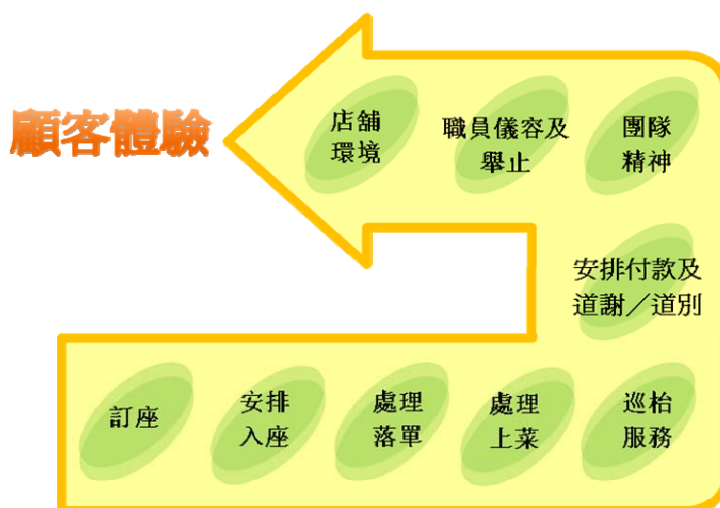 顧客體驗
店舖
環境
職員儀容及
舉止
團隊
精神
安排付款及
道謝／道別
訂座
安排
入座
處理
落單
處理
上菜
巡枱
服務